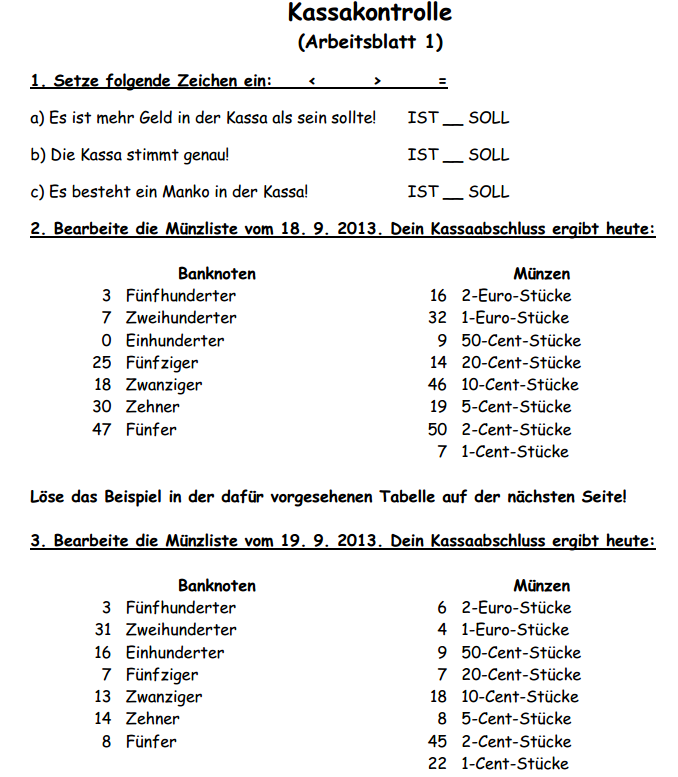 Kassakontrolle
(Arbeitsblatt 1)
1. Setze folgende Zeichen ein: < > =
a) Es ist mehr Geld in der Kassa als sein sollte! IST __ SOLL
b) Die Kassa stimmt genau! IST __ SOLL
c) Es besteht ein Manko in der Kassa! IST __ SOLL
2. Bearbeite die Münzliste vom 18. 9. 2013. Dein Kassaabschluss ergibt heute:
Banknoten Münzen
3 Fünfhunderter 16 2-Euro-Stücke
7 Zweihunderter 32 1-Euro-Stücke
0 Einhunderter 9 50-Cent-Stücke
25 Fünfziger 14 20-Cent-Stücke
18 Zwanziger 46 10-Cent-Stücke
30 Zehner 19 5-Cent-Stücke
47 Fünfer 50 2-Cent-Stücke
7 1-Cent-Stücke
Löse das Beispiel in der dafür vorgesehenen Tabelle auf der nächsten Seite!
3. Bearbeite die Münzliste vom 19. 9. 2013. Dein Kassaabschluss ergibt heute:
Banknoten Münzen
3 Fünfhunderter 6 2-Euro-Stücke
31 Zweihunderter 4 1-Euro-Stücke
16 Einhunderter 9 50-Cent-Stücke
7 Fünfziger 7 20-Cent-Stücke
13 Zwanziger 18 10-Cent-Stücke
14 Zehner 8 5-Cent-Stücke
8 Fünfer 45 2-Cent-Stücke
22 1-Cent-Stücke